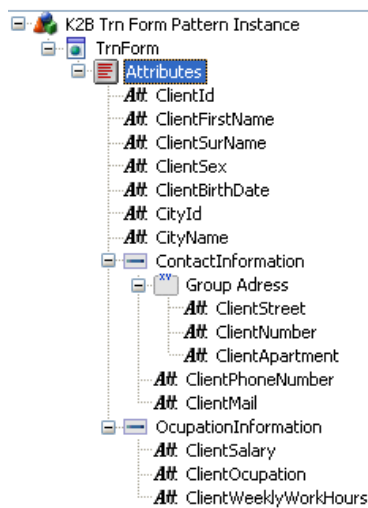 K2B Trn Form Pattern Instance
TrnForm
Attributes
Att ClientId
Att ClientFirstName
Att ClientSurName
Att ClientSex
Att ClientBirthDate
Att CityId
Att CityName
ContactInformation
XY Group Adress
Att ClientStreet
Att ClientNumber
Att ClientApartment
Att ClientPhoneNumber
Att ClientMail
OcupationInformation
Att ClientSalary
Att ClientOcupation
Att ClientWeeklyWorkHours